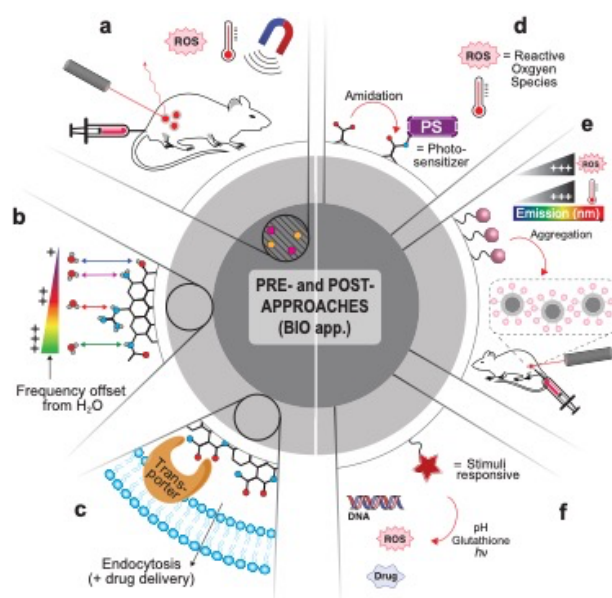 a
ROS
d
ROS
= Reactive
Oxgyen
Species
Amidation
PS
= Photo-
sensitizer
e
+++
ROS
+++
Emission (nm)
Aggregation
b
+
++
+++
Frequency offset
from H₂O
PRE- and POST-
APPROACHES
(BIO app.)
c
Trans-
porter
Endocytosis
(+ drug delivery)
= Stimuli
responsive
DNA
ROS
Drug
pH
Glutathione
hν
f